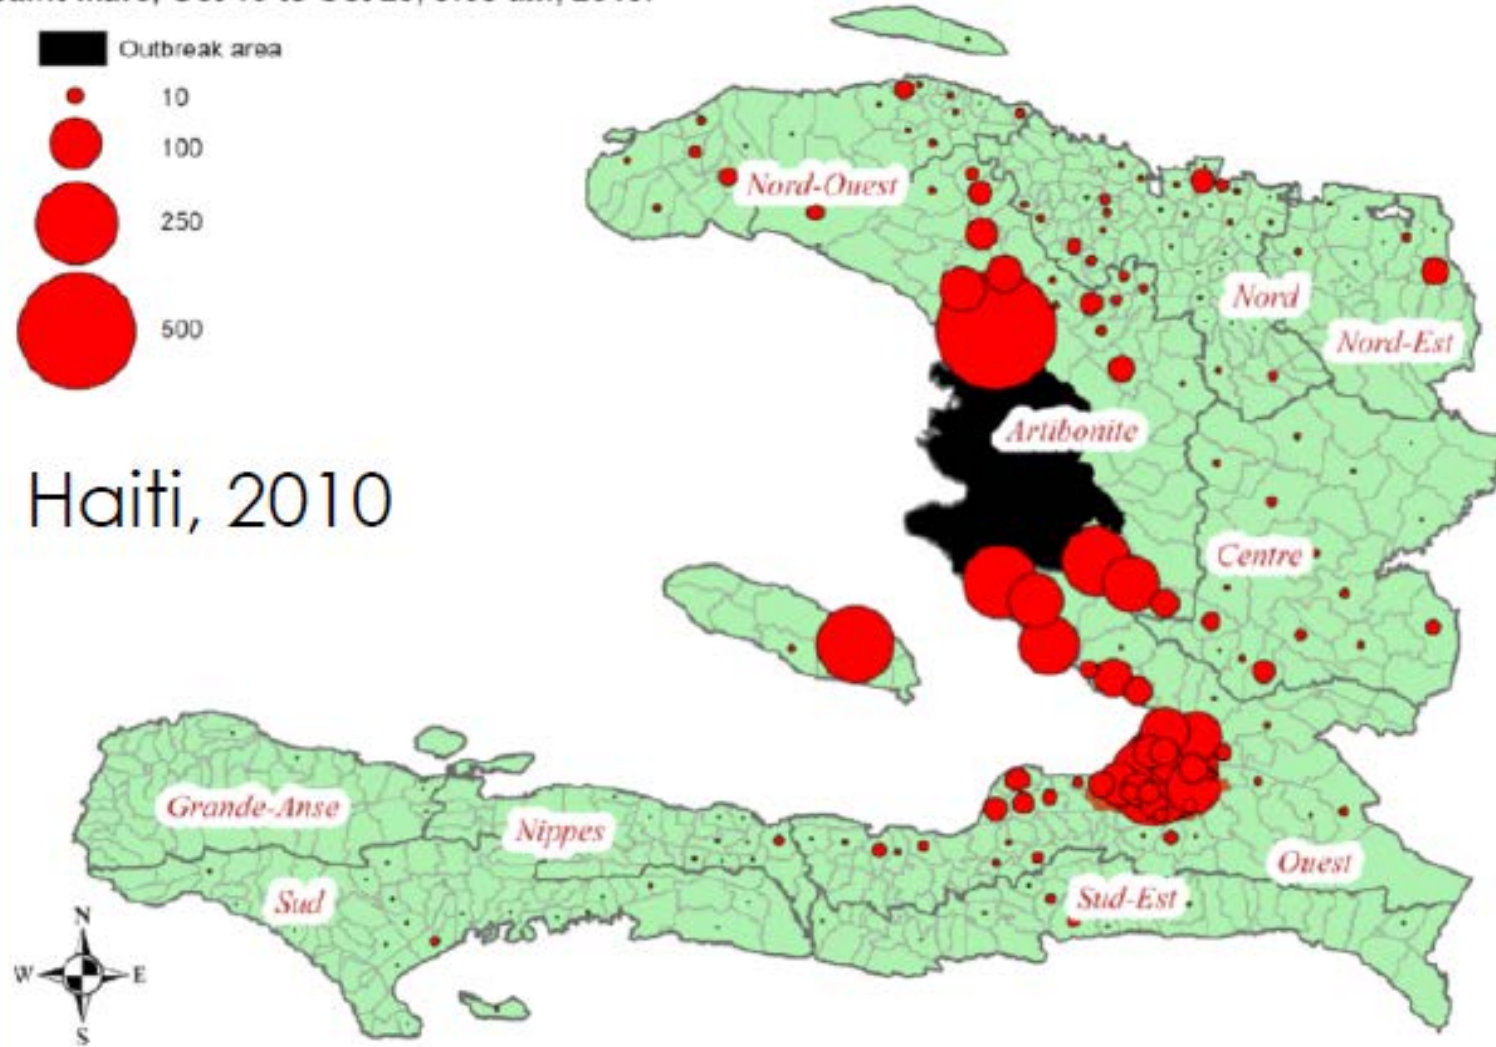 Outbreak area
10
100
250
500
Haiti, 2010
Nord-Ouest
Nord
Nord-Est
Artibonite
Centre
Grande-Anse
Nippes
Sud
Sud-Est
Ouest
N
W E
S